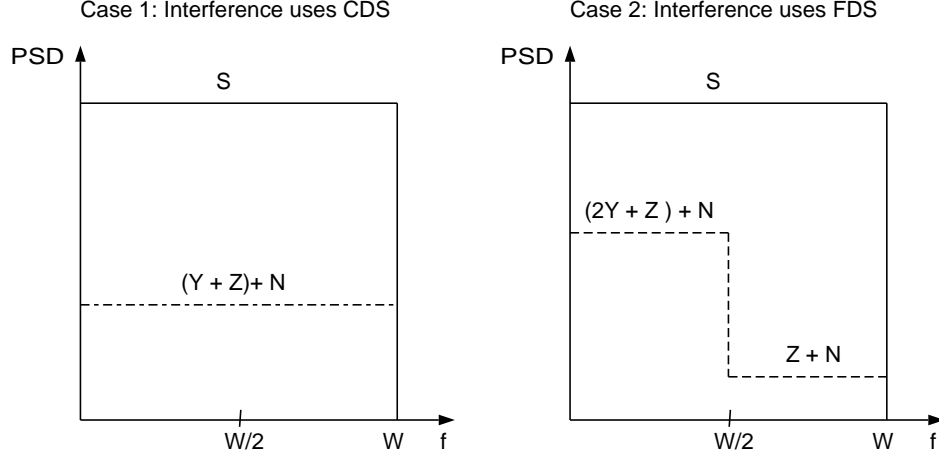 Case 1: Interference uses CDS
PSD
S
(Y + Z)+ N
W/2
W
f
Case 2: Interference uses FDS
PSD
S
(2Y + Z ) + N
Z + N
W/2
W
f